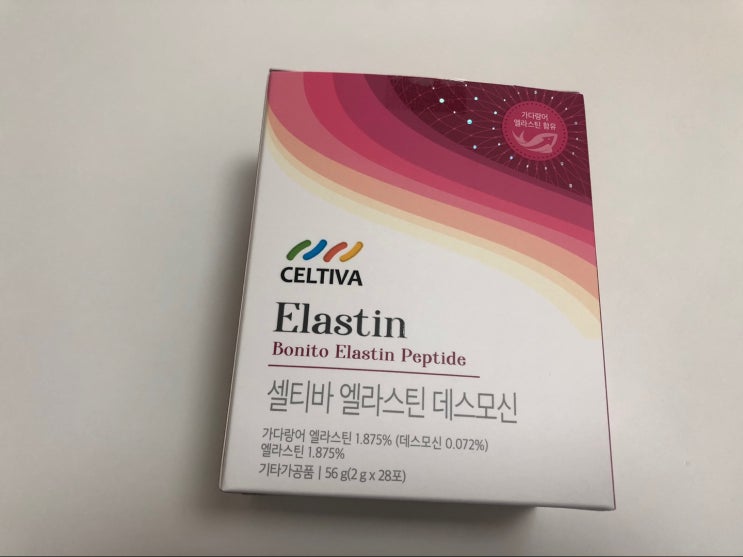 가다랑어
엘라스틴 함유
CELTIVA
Elastin
Bonito Elastin Peptide
셀티바 엘라스틴 데스모신
가다랑어 엘라스틴 1.875% (데스모신 0.072%)
엘라스틴 1.875%
기타가공품 | 56 g(2 g x 28포)